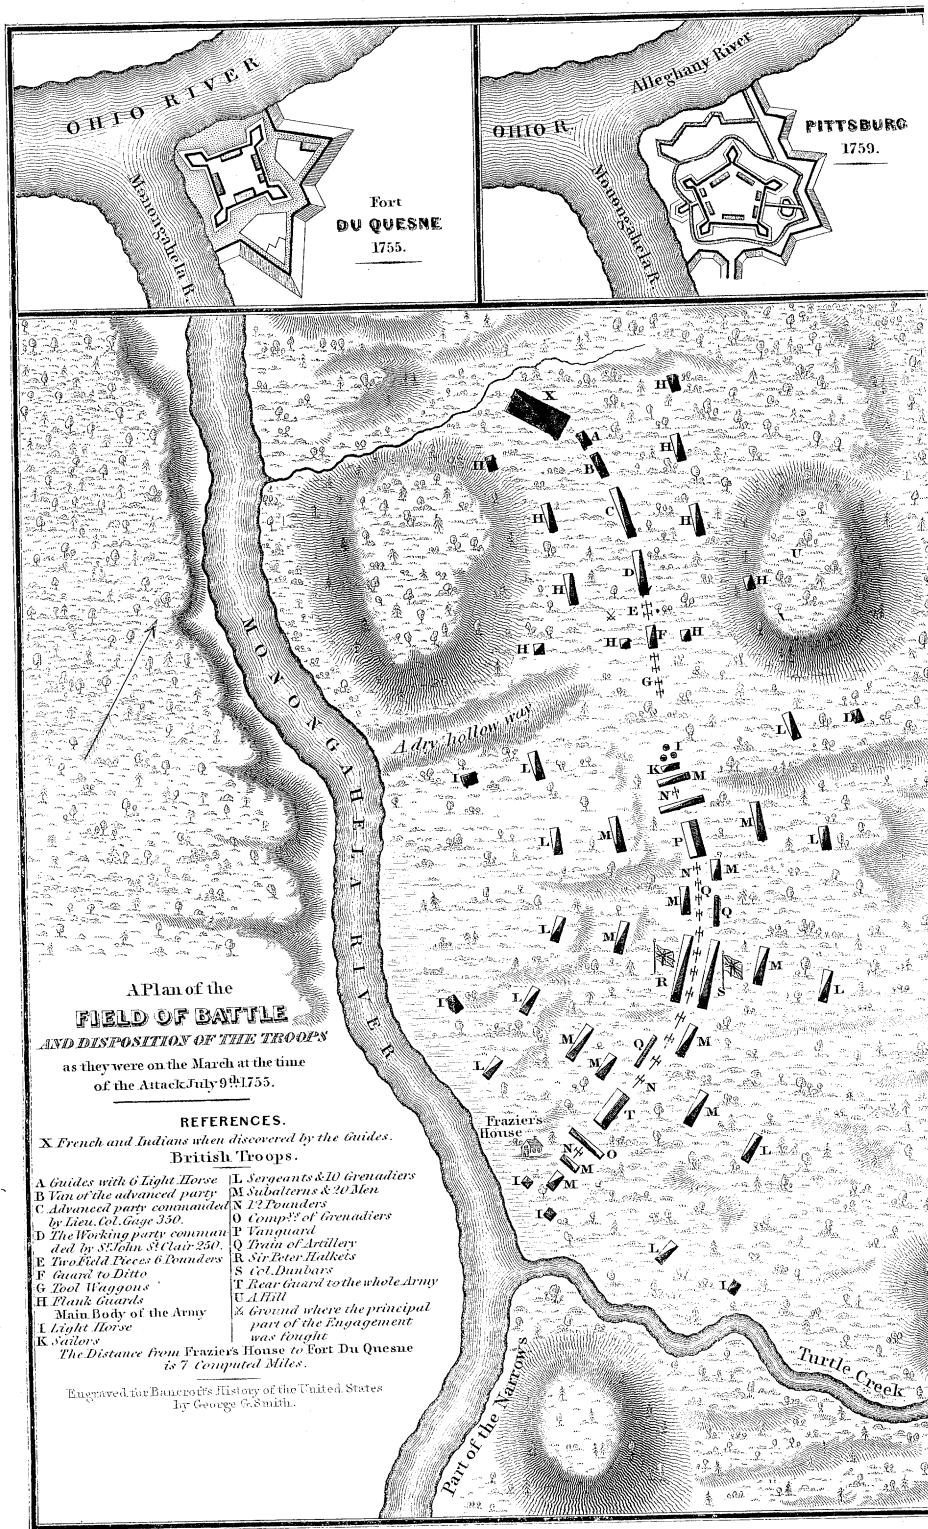 OHIO RIVER
Monongahela R.
Fort
DU QUESNE
1755.
Alleghany River
OHIO R.
Monongahela R.
PITTSBURG
1759.
X
H
A
H
H
B
C
H
H
D
H
U
H
E
H
H
F
H
G
MONONGAHELA RIVER
A dry hollow way
L
D
I
L
I
K
M
N
L
M
P
M
L
N
M
M
Q
Q
L
M
R
S
M
L
I
L
M
M
Q
M
L
N
T
M
Frazier's
House
N
O
L
M
I
M
I
L
I
A Plan of the
FIELD OF BATTLE
AND DISPOSITION OF THE TROOPS
as they were on the March at the time
of the Attack July 9th 1755.
REFERENCES.
X French and Indians when discovered by the Guides.
British Troops.
A Guides with 6 Light Horse
B Van of the advanced party
C Advanced party commanded
by Lieu. Col. Gage 350.
D The Working party comman
ded by Sr. John St. Clair 250.
E Two Field Pieces 6 Pounders
F Guard to Ditto
G Tool Waggons
H Flank Guards
Main Body of the Army
I Light Horse
K Sailors
L Sergeants & 10 Grenadiers
M Subalterns & 20 Men
N 12 Pounders
O Compys. of Grenadiers
P Vanguard
Q Train of Artillery
R Sir Peter Halkets
S Col. Dunbars
T Rear Guard to the whole Army
U A Hill
Ground where the principal
part of the Engagement
was fought
The Distance from Frazier's House to Fort Du Quesne
is 7 Computed Miles.
Engraved for Bancroft's History of the United States
by George G. Smith.
Turtle Creek
Part of the Narrows